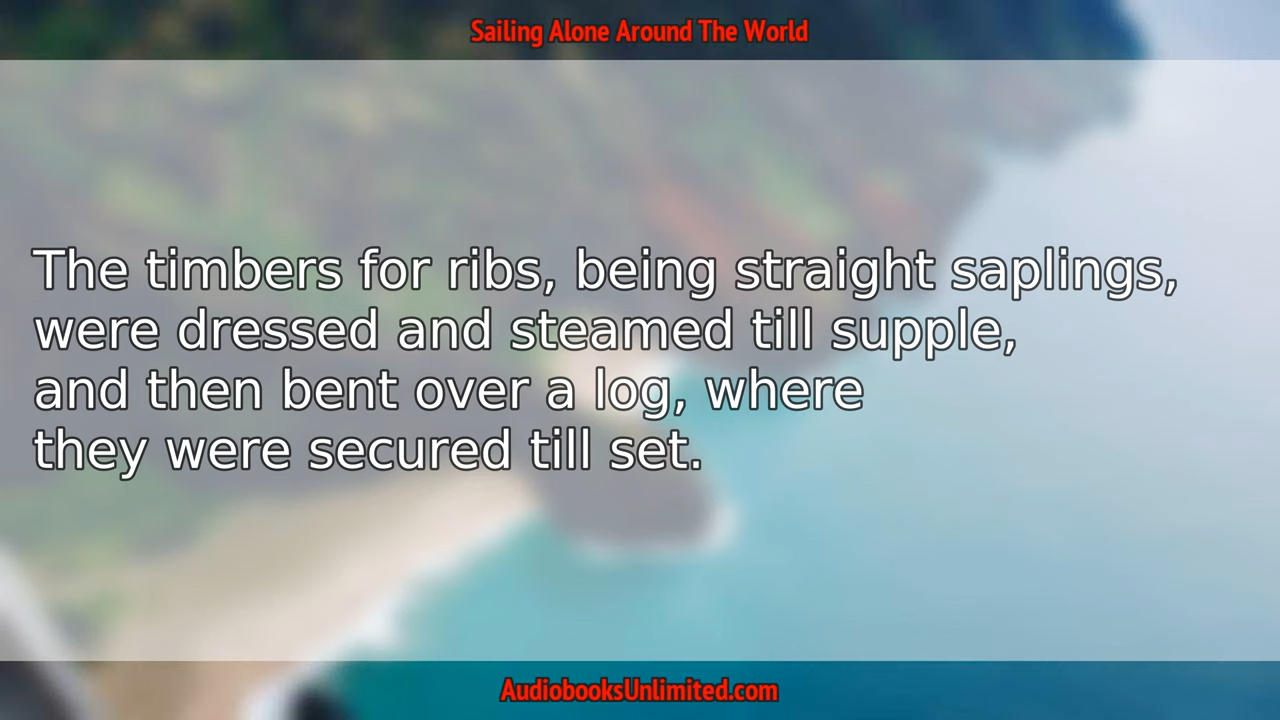 Sailing Alone Around The World
The timbers for ribs, being straight saplings,
were dressed and steamed till supple,
and then bent over a log, where
they were secured till set.
AudiobooksUnlimited.com